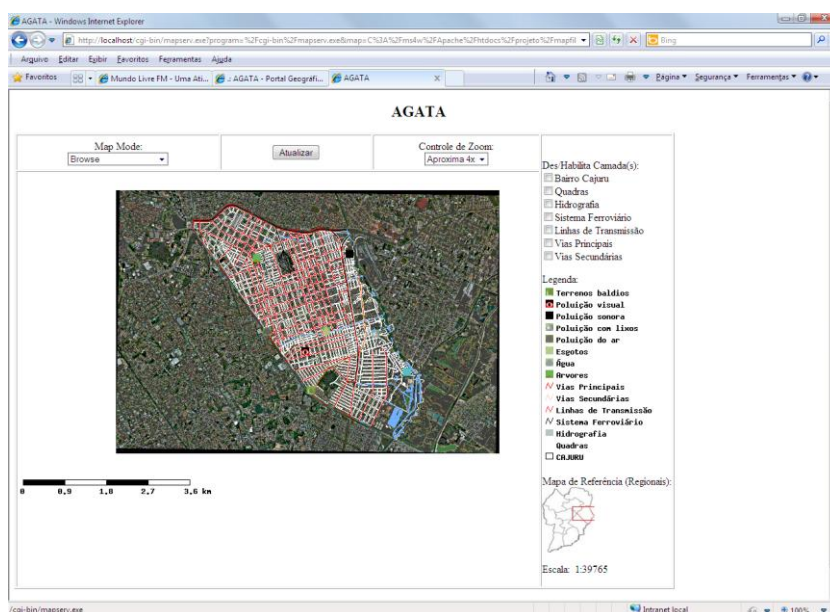 AGATA - Windows Internet Explorer
http://localhost/cgi-bin/mapserv.exe?program=%2Fcgi-bin%2Fmapserv.exe&map=C%3A%2Fms4w%2FApache%2Fhtdocs%2Fprojeto%2Fmapfil
Bing
Arquivo Editar Exibir Favoritos Ferramentas Ajuda
Favoritos
Mundo Livre FM - Uma Ati...
.: AGATA - Portal Geográfi...
AGATA
Página
Segurança
Ferramentas
AGATA
Map Mode:
Browse
Atualizar
Controle de Zoom:
Aproxima 4x
Des/Habilita Camada(s):
Bairro Cajuru
Quadras
Hidrografia
Sistema Ferroviário
Linhas de Transmissão
Vias Principais
Vias Secundárias
Legenda:
Terrenos baldios
Poluição visual
Poluição sonora
Poluição com lixos
Poluição do ar
Esgotos
Água
Arvores
Vias Principais
Vias Secundárias
Linhas de Transmissão
Sistema Ferroviário
Hidrografia
Quadras
CAJURU
0 0,9 1,8 2,7 3,6 km
Mapa de Referência (Regionais):
Escala: 1:39765
/cgi-bin/mapserv.exe
Intranet local
100%